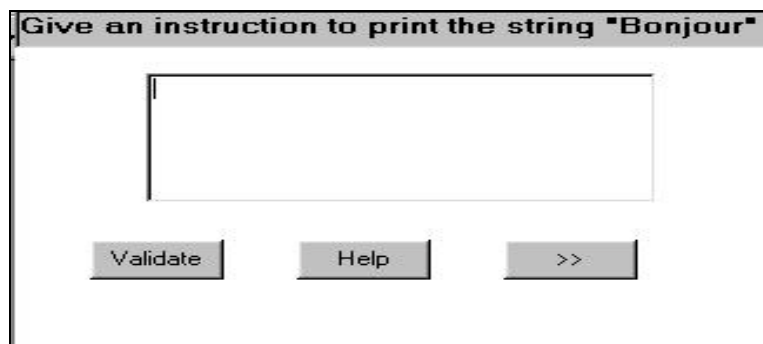 Give an instruction to print the string "Bonjour"
Validate Help >>